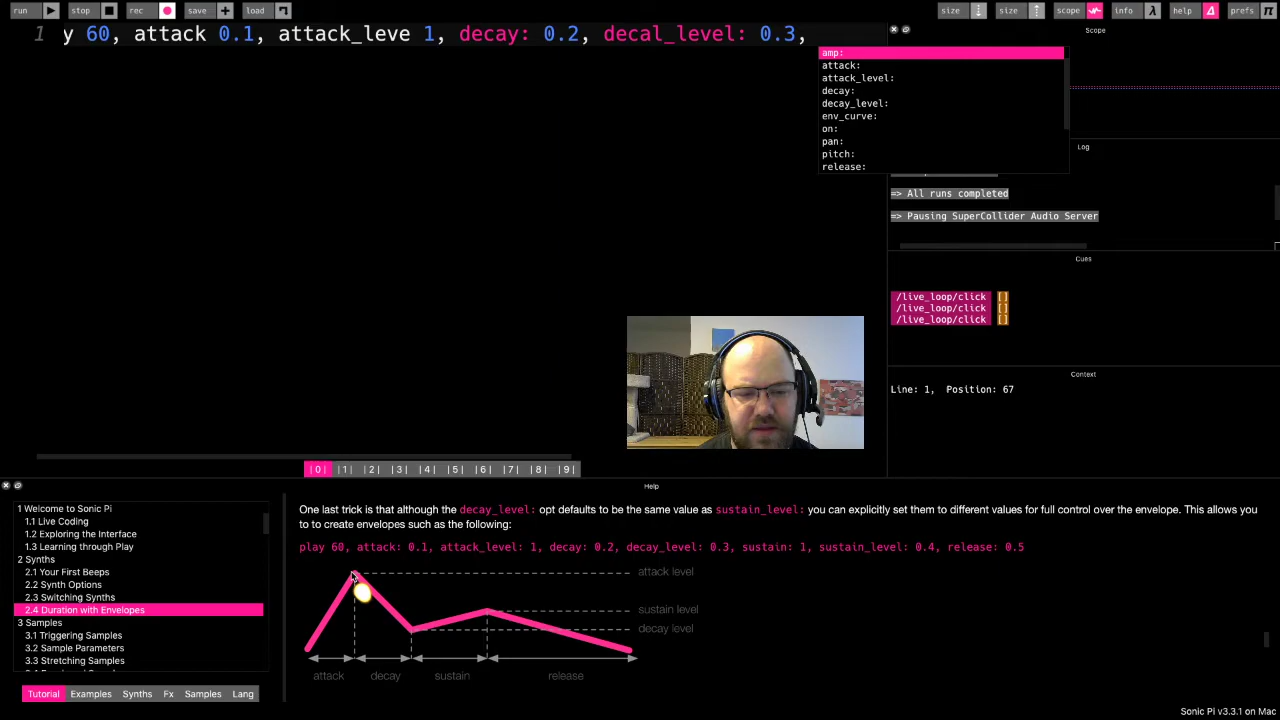 run stop rec save load size size scope info help prefs
1 y 60, attack 0.1, attack_leve 1, decay: 0.2, decal_level: 0.3,
amp:
attack:
attack_level:
decay:
decay_level:
env_curve:
on:
pan:
pitch:
release:
Scope
Log
=> All runs completed
=> Pausing SuperCollider Audio Server
Cues
/live_loop/click []
/live_loop/click []
/live_loop/click []
Context
Line: 1, Position: 67
|0| |1| |2| |3| |4| |5| |6| |7| |8| |9|
Help
1 Welcome to Sonic Pi
1.1 Live Coding
1.2 Exploring the Interface
1.3 Learning through Play
2 Synths
2.1 Your First Beeps
2.2 Synth Options
2.3 Switching Synths
2.4 Duration with Envelopes
3 Samples
3.1 Triggering Samples
3.2 Sample Parameters
3.3 Stretching Samples
Tutorial Examples Synths Fx Samples Lang
One last trick is that although the decay_level: opt defaults to be the same value as sustain_level: you can explicitly set them to different values for full control over the envelope. This allows you
to to create envelopes such as the following:
play 60, attack: 0.1, attack_level: 1, decay: 0.2, decay_level: 0.3, sustain: 1, sustain_level: 0.4, release: 0.5
attack level
sustain level
decay level
attack decay sustain release
Sonic Pi v3.3.1 on Mac